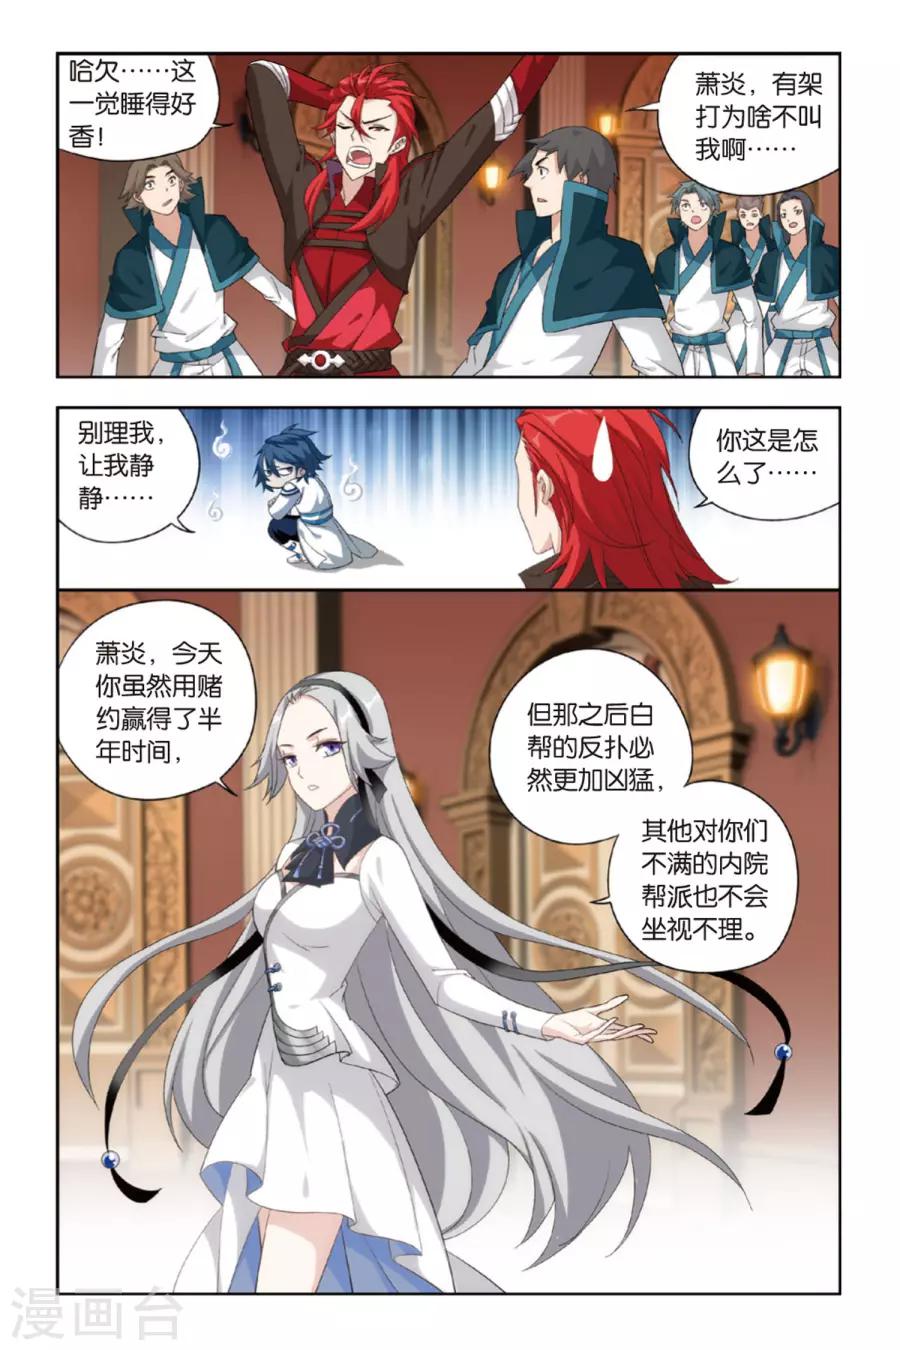 哈欠……这
一觉睡得好
香！
萧炎，有架
打为啥不叫
我啊……
别理我，
让我静
静……
你这是怎
么了……
萧炎，今天
你虽然用赌
约赢得了半
年时间，
但那之后白
帮的反扑必
然更加凶猛，
其他对你们
不满的内院
帮派也不会
坐视不理。
漫画台